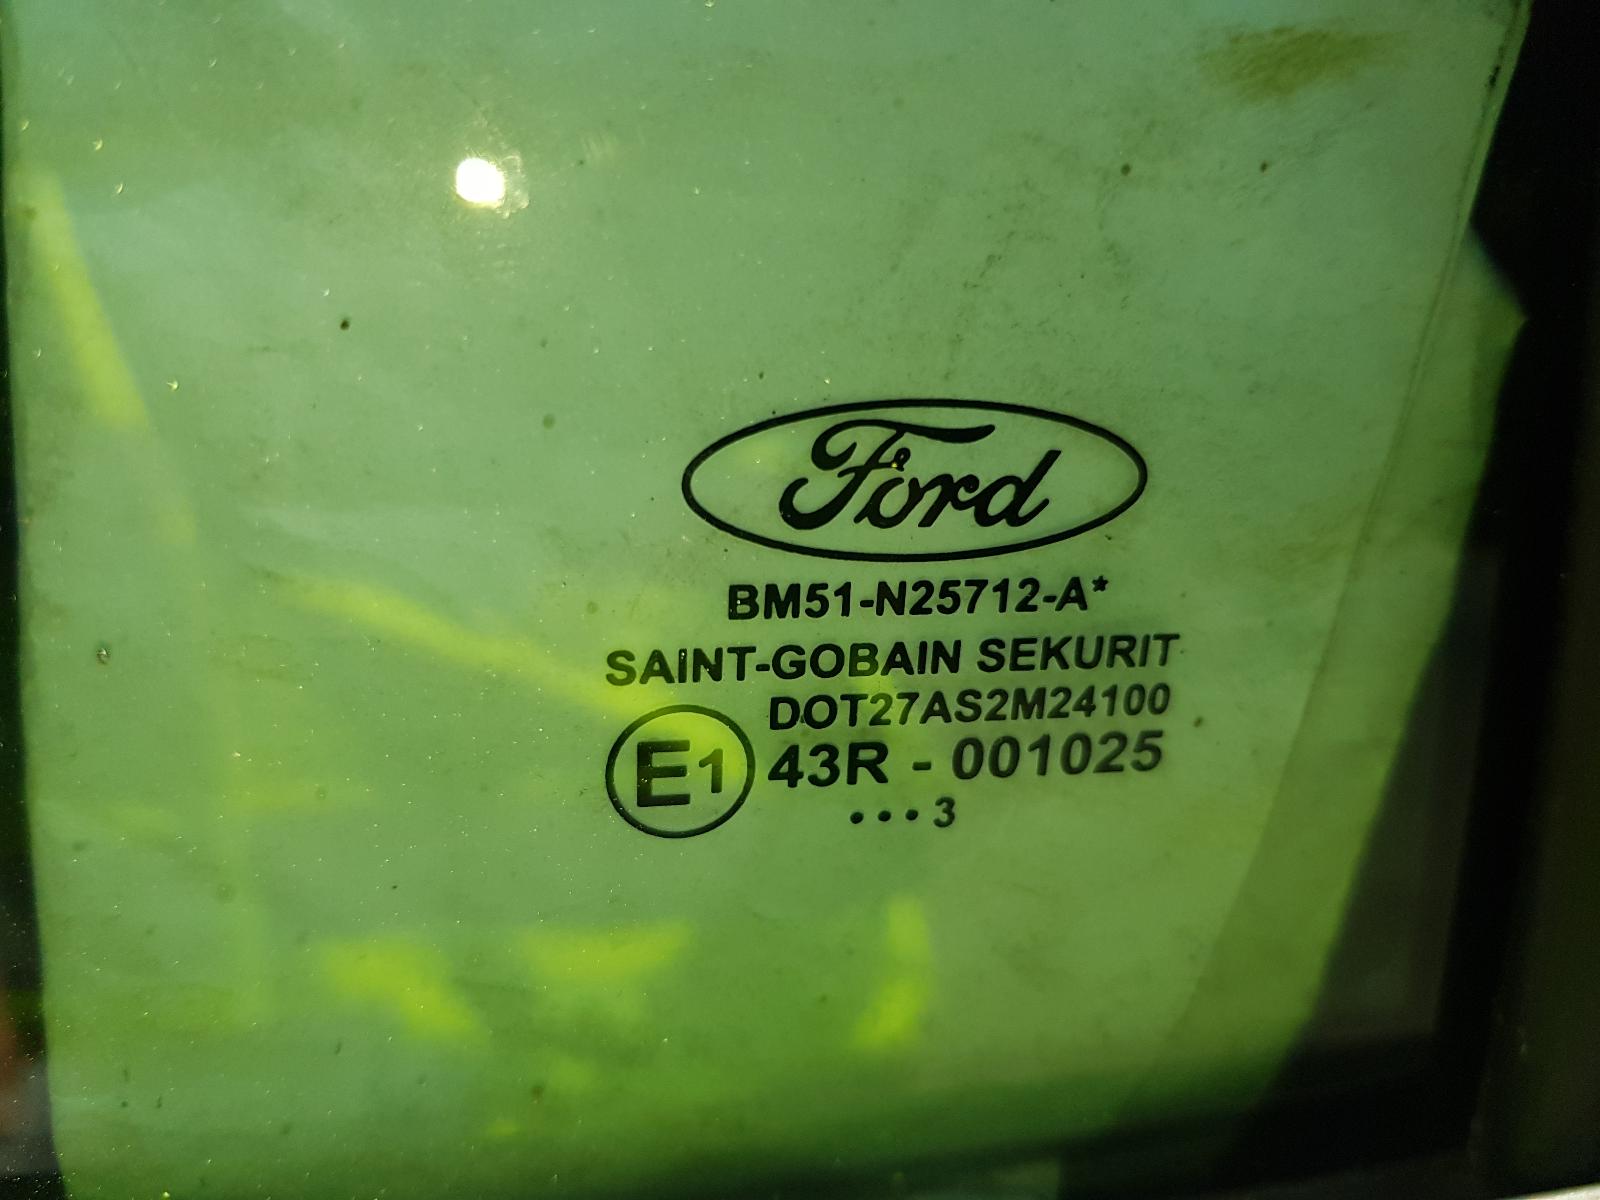 Ford
BM51-N25712-A*
SAINT-GOBAIN SEKURIT
DOT27AS2M24100
E1 43R - 001025
•••3